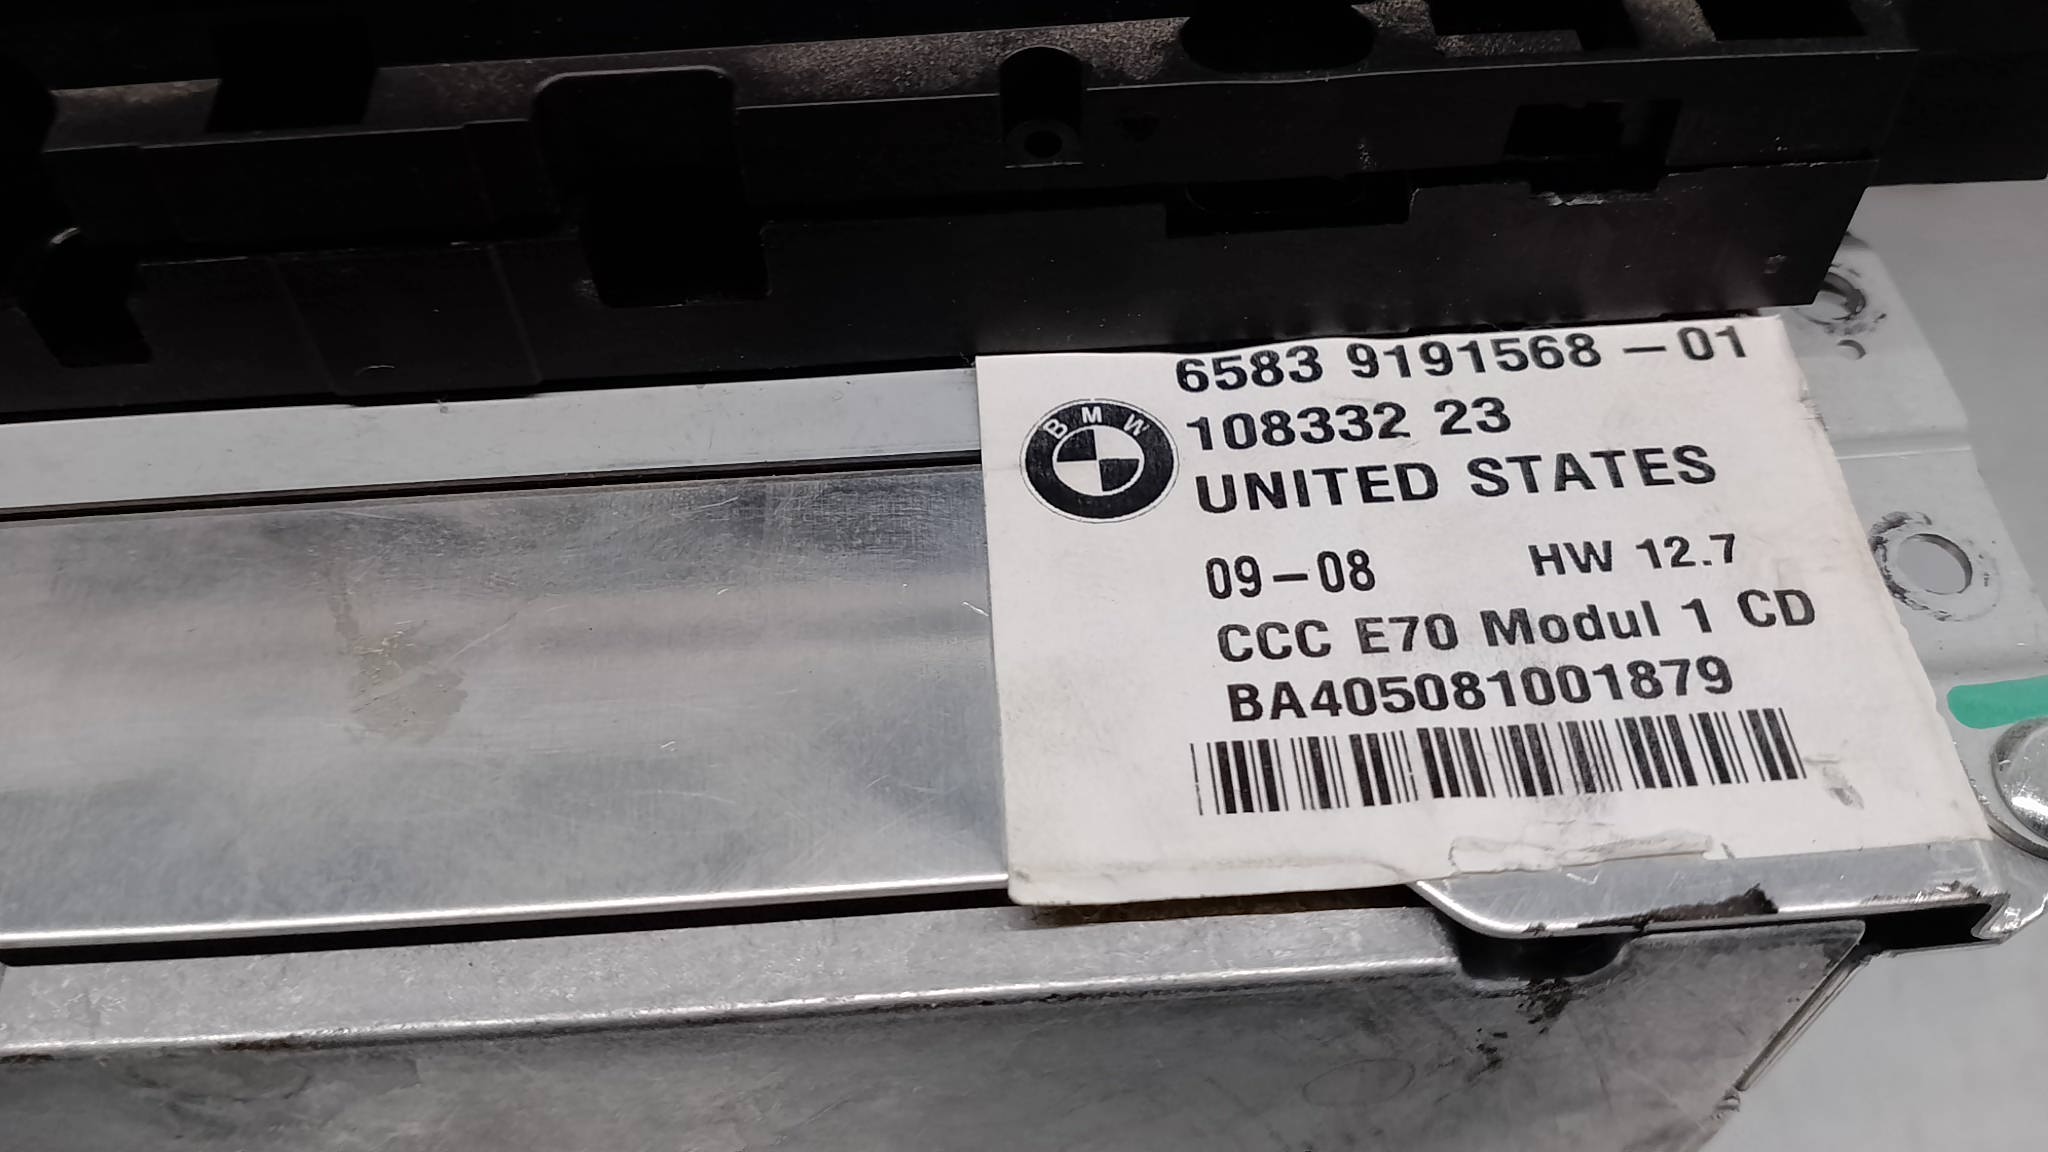 6583 9191568-01
108332 23
BMW
UNITED STATES
09-08 HW 12.7
CCC E70 Modul 1 CD
BA405081001879